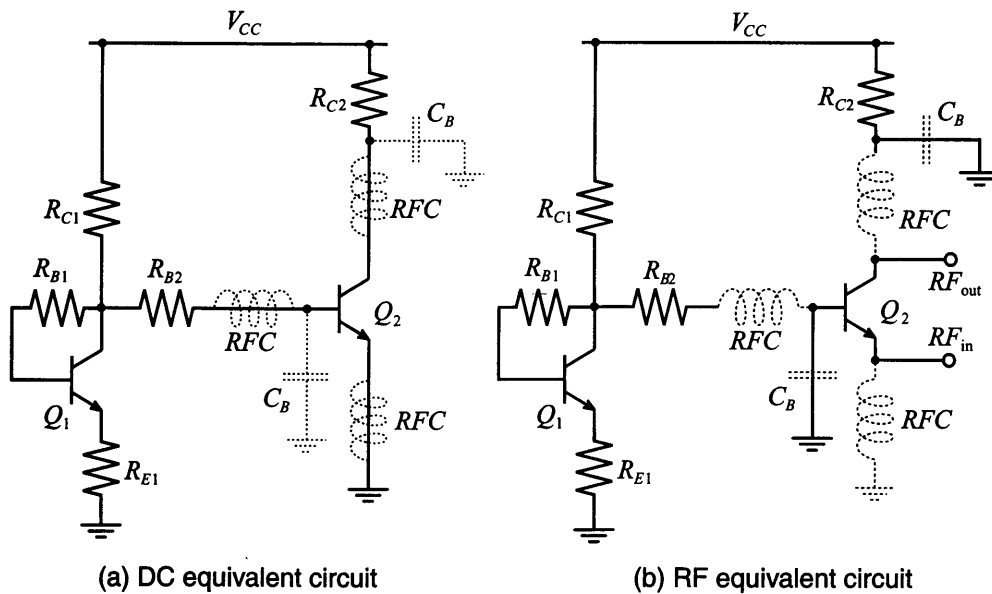 V_CC
R_C2
C_B
R_C1
RFC
R_B1
R_B2
Q_2
RFC
C_B
Q_1
RFC
R_E1
(a) DC equivalent circuit
V_CC
R_C2
C_B
R_C1
RFC
R_B1
R_B2
RF_out
Q_2
RFC
RF_in
C_B
Q_1
RFC
R_E1
(b) RF equivalent circuit